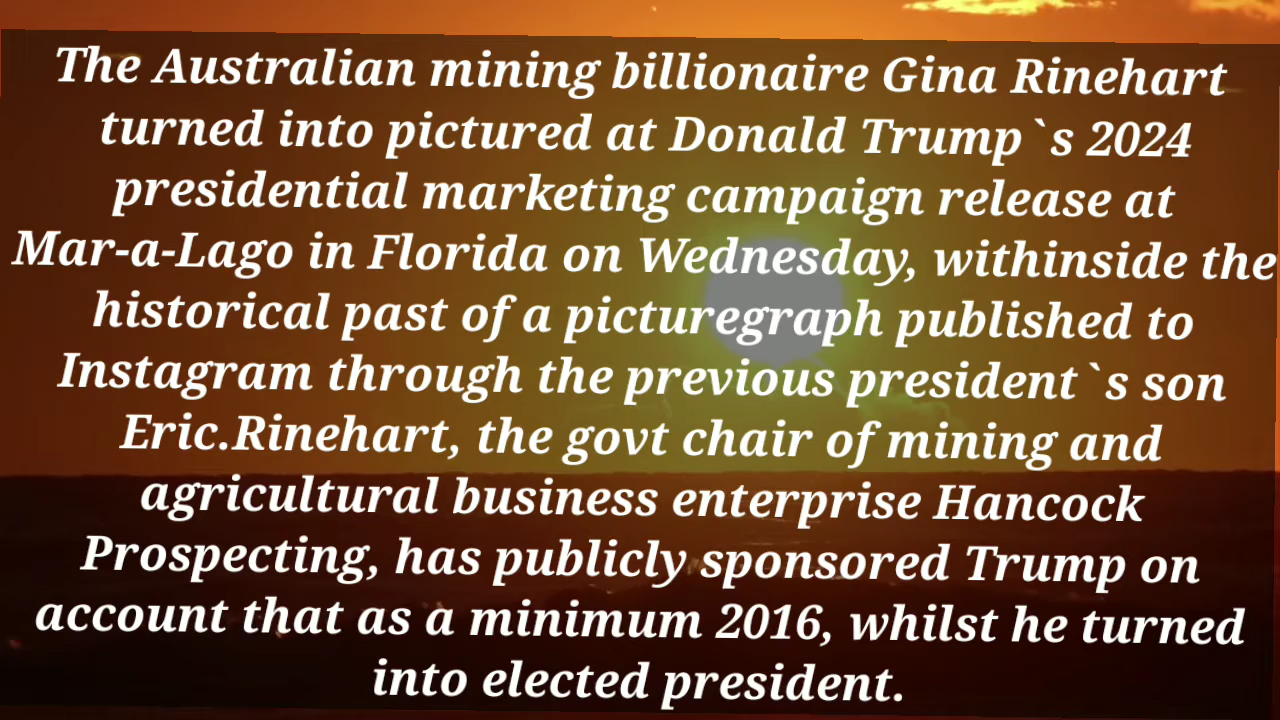 The Australian mining billionaire Gina Rinehart
turned into pictured at Donald Trump`s 2024
presidential marketing campaign release at
Mar-a-Lago in Florida on Wednesday, withinside the
historical past of a picturegraph published to
Instagram through the previous president`s son
Eric.Rinehart, the govt chair of mining and
agricultural business enterprise Hancock
Prospecting, has publicly sponsored Trump on
account that as a minimum 2016, whilst he turned
into elected president.